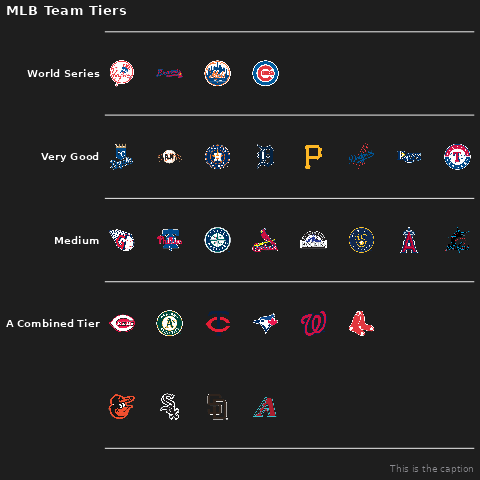 MLB Team Tiers
World Series
Very Good
Medium
A Combined Tier
This is the caption